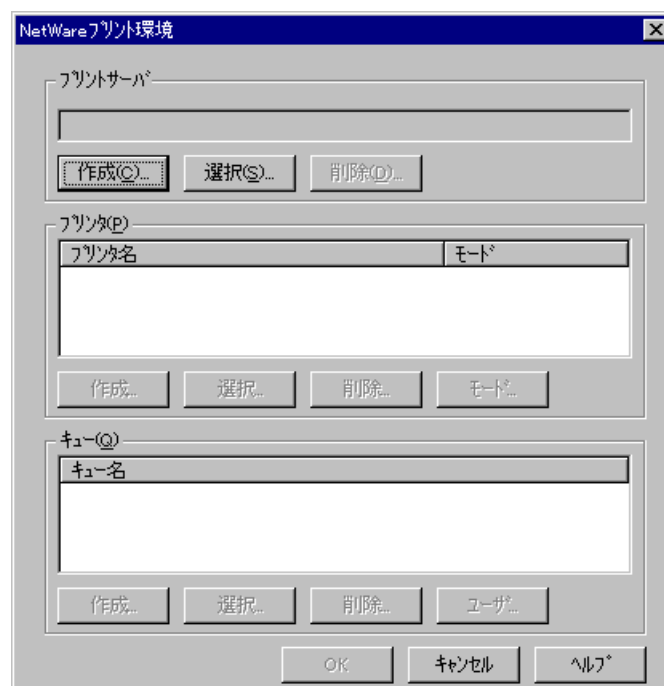 NetWareﾌﾟﾘﾝﾄ環境
ﾌﾟﾘﾝﾄｻｰﾊﾞ
作成(C)... 選択(S)... 削除(D)...
ﾌﾟﾘﾝﾀ(P)
ﾌﾟﾘﾝﾀ名 ﾓｰﾄﾞ
作成... 選択... 削除... ﾓｰﾄﾞ...
ｷｭｰ(Q)
ｷｭｰ名
作成... 選択... 削除... ﾕｰｻﾞ...
OK ｷｬﾝｾﾙ ﾍﾙﾌﾟ